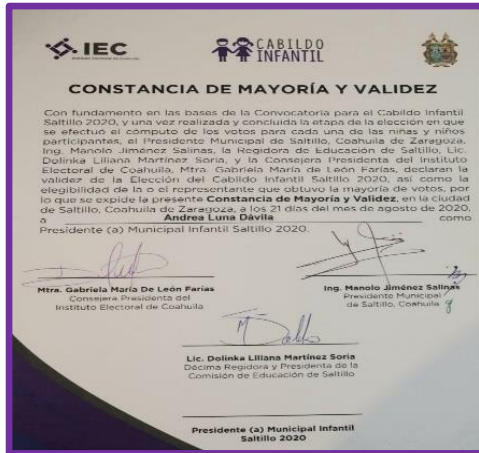 IEC
CABILDO
INFANTIL
CONSTANCIA DE MAYORÍA Y VALIDEZ
Con fundamento en las bases de la Convocatoria para el Cabildo Infantil
Saltillo 2020, y una vez realizada y concluida la etapa de la elección en que
se efectuó el cómputo de los votos para cada una de las niñas y niños
participantes, el Presidente Municipal de Saltillo, Coahuila de Zaragoza,
Ing. Manolo Jiménez Salinas, la Regidora de Educación de Saltillo, Lic.
Dolinka Liliana Martínez Soria, y la Consejera Presidenta del Instituto
Electoral de Coahuila, Mtra. Gabriela María de León Farías, declaran la
validez de la Elección del Cabildo Infantil Saltillo 2020, así como la
elegibilidad de la o el representante que obtuvo la mayoría de votos, por
lo que se expide la presente Constancia de Mayoría y Validez, en la ciudad
de Saltillo, Coahuila de Zaragoza, a los 21 días del mes de agosto de 2020,
a Andrea Luna Dávila como
Presidente (a) Municipal Infantil Saltillo 2020.
Mtra. Gabriela María De León Farías
Consejera Presidenta del
Instituto Electoral de Coahuila
Ing. Manolo Jiménez Salinas
Presidente Municipal
de Saltillo, Coahuila
Lic. Dolinka Liliana Martínez Soria
Décima Regidora y Presidenta de la
Comisión de Educación de Saltillo
Presidente (a) Municipal Infantil
Saltillo 2020